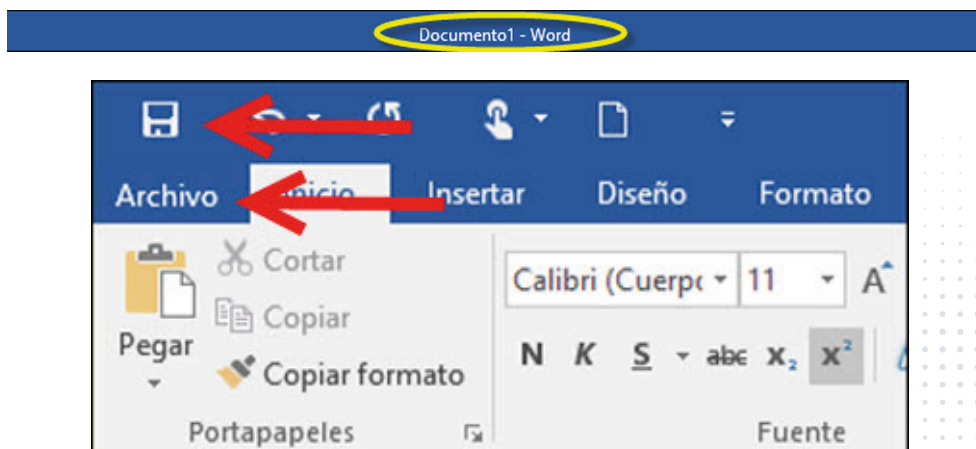 Documento1 - Word
Archivo Inicio Insertar Diseño Formato
Cortar
Calibri (Cuerpo 11 A
Copiar
Pegar
N K S abc x₂ x²
Copiar formato
Portapapeles Fuente